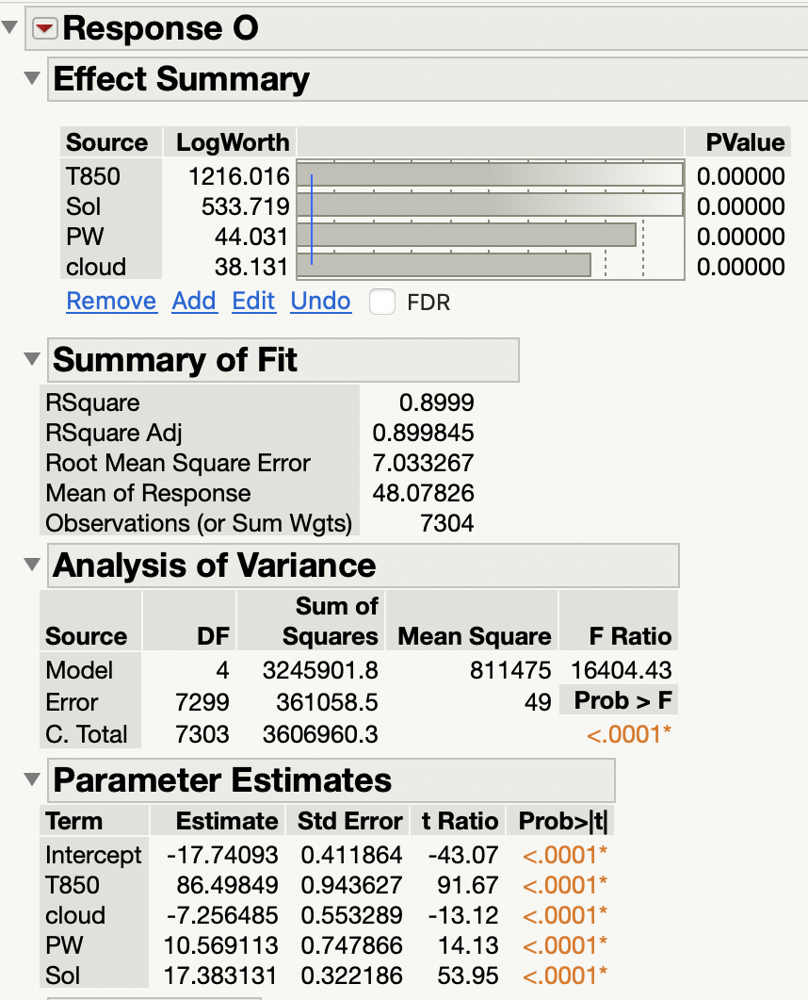 Response O
Effect Summary
Source LogWorth PValue
T850 1216.016 0.00000
Sol 533.719 0.00000
PW 44.031 0.00000
cloud 38.131 0.00000
Remove Add Edit Undo FDR
Summary of Fit
RSquare 0.8999
RSquare Adj 0.899845
Root Mean Square Error 7.033267
Mean of Response 48.07826
Observations (or Sum Wgts) 7304
Analysis of Variance
Sum of
Source DF Squares Mean Square F Ratio
Model 4 3245901.8 811475 16404.43
Error 7299 361058.5 49 Prob > F
C. Total 7303 3606960.3 <.0001*
Parameter Estimates
Term Estimate Std Error t Ratio Prob>|t|
Intercept -17.74093 0.411864 -43.07 <.0001*
T850 86.49849 0.943627 91.67 <.0001*
cloud -7.256485 0.553289 -13.12 <.0001*
PW 10.569113 0.747866 14.13 <.0001*
Sol 17.383131 0.322186 53.95 <.0001*